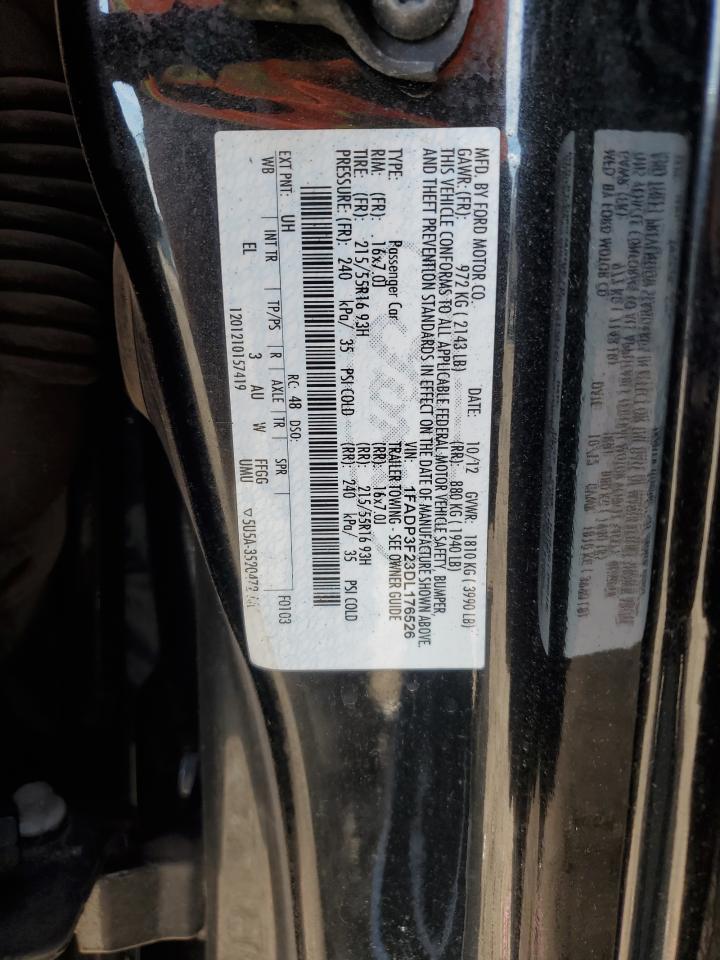 MFD. BY FORD MOTOR CO.
DATE: 10/12 GVWR: 1810 KG ( 3990 LB)
GAWR: (FR): 972 KG ( 2143 LB) (RR): 880 KG ( 1940 LB)
THIS VEHICLE CONFORMS TO ALL APPLICABLE FEDERAL MOTOR VEHICLE SAFETY, BUMPER,
AND THEFT PREVENTION STANDARDS IN EFFECT ON THE DATE OF MANUFACTURE SHOWN ABOVE.
VIN: 1FADP3F23DL176526
TYPE: Passenger Car TRAILER TOWING - SEE OWNER GUIDE
RIM: (FR): 16x7.0J (RR): 16x7.0J
TIRE: (FR): 215/55R16 93H (RR): 215/55R16 93H
PRESSURE: (FR): 240 kPa/ 35 PSI COLD (RR): 240 kPa/ 35 PSI COLD
EXT PNT: UH RC: 48 DSO: F0103
WB INT TR TP/PS R AXLE TR SPR
EL 3 AU W FFGG
UMU
1201210157419 ▽5U5A-3520472